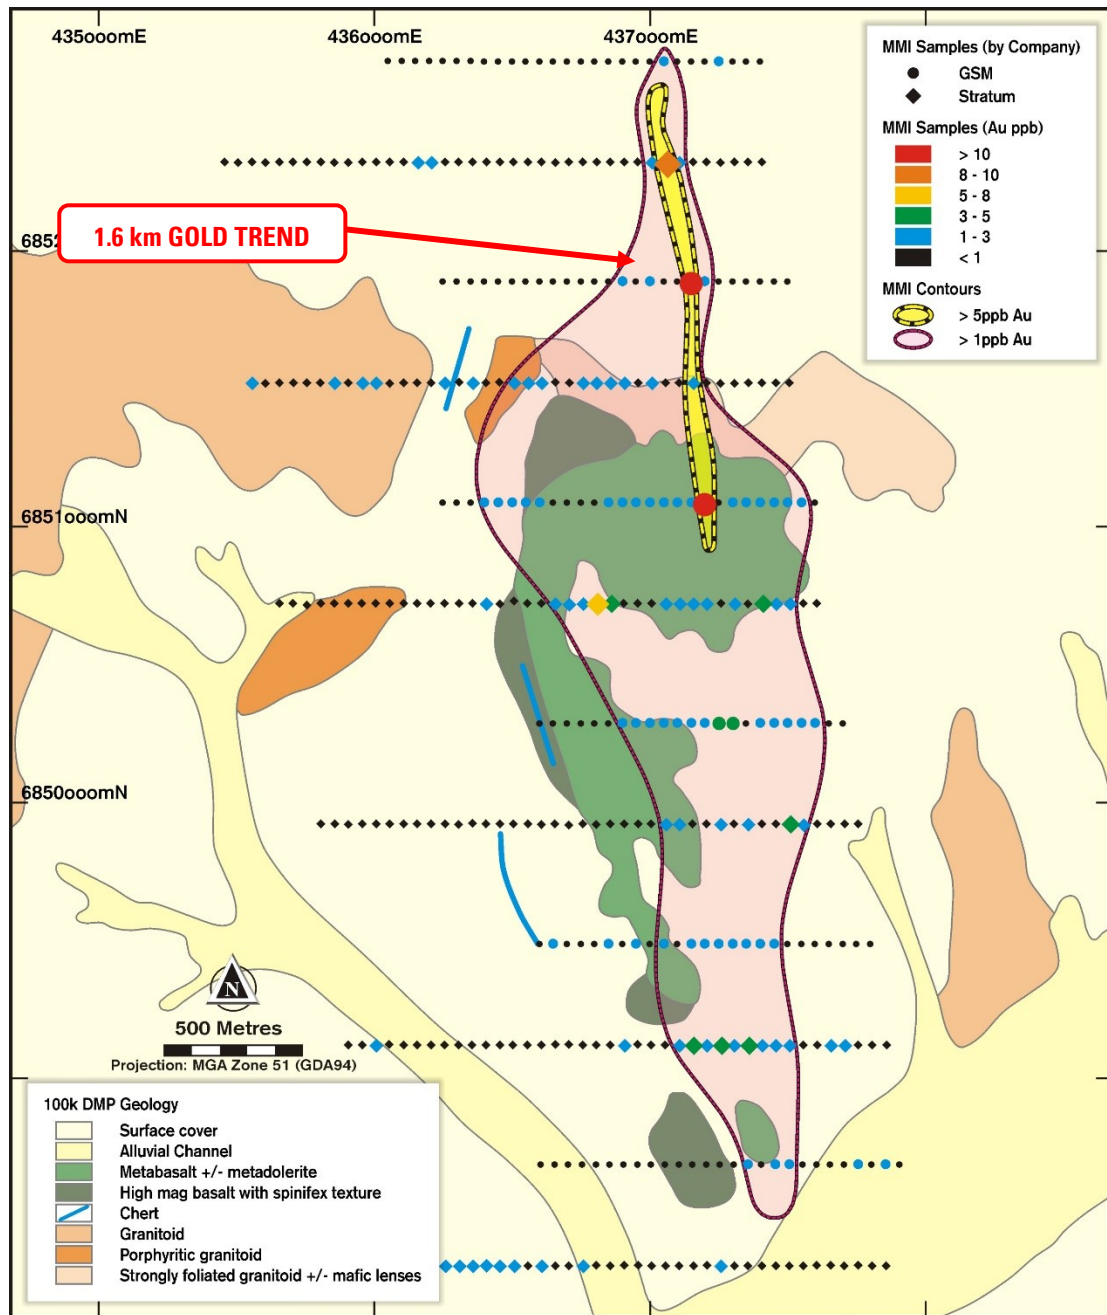 435000mE
436000mE
437000mE
MMI Samples (by Company)
GSM
Stratum
MMI Samples (Au ppb)
> 10
8 - 10
5 - 8
3 - 5
1 - 3
< 1
MMI Contours
> 5ppb Au
> 1ppb Au
1.6 km GOLD TREND
6852
6851000mN
6850000mN
N
500 Metres
Projection: MGA Zone 51 (GDA94)
100k DMP Geology
Surface cover
Alluvial Channel
Metabasalt +/- metadolerite
High mag basalt with spinifex texture
Chert
Granitoid
Porphyritic granitoid
Strongly foliated granitoid +/- mafic lenses